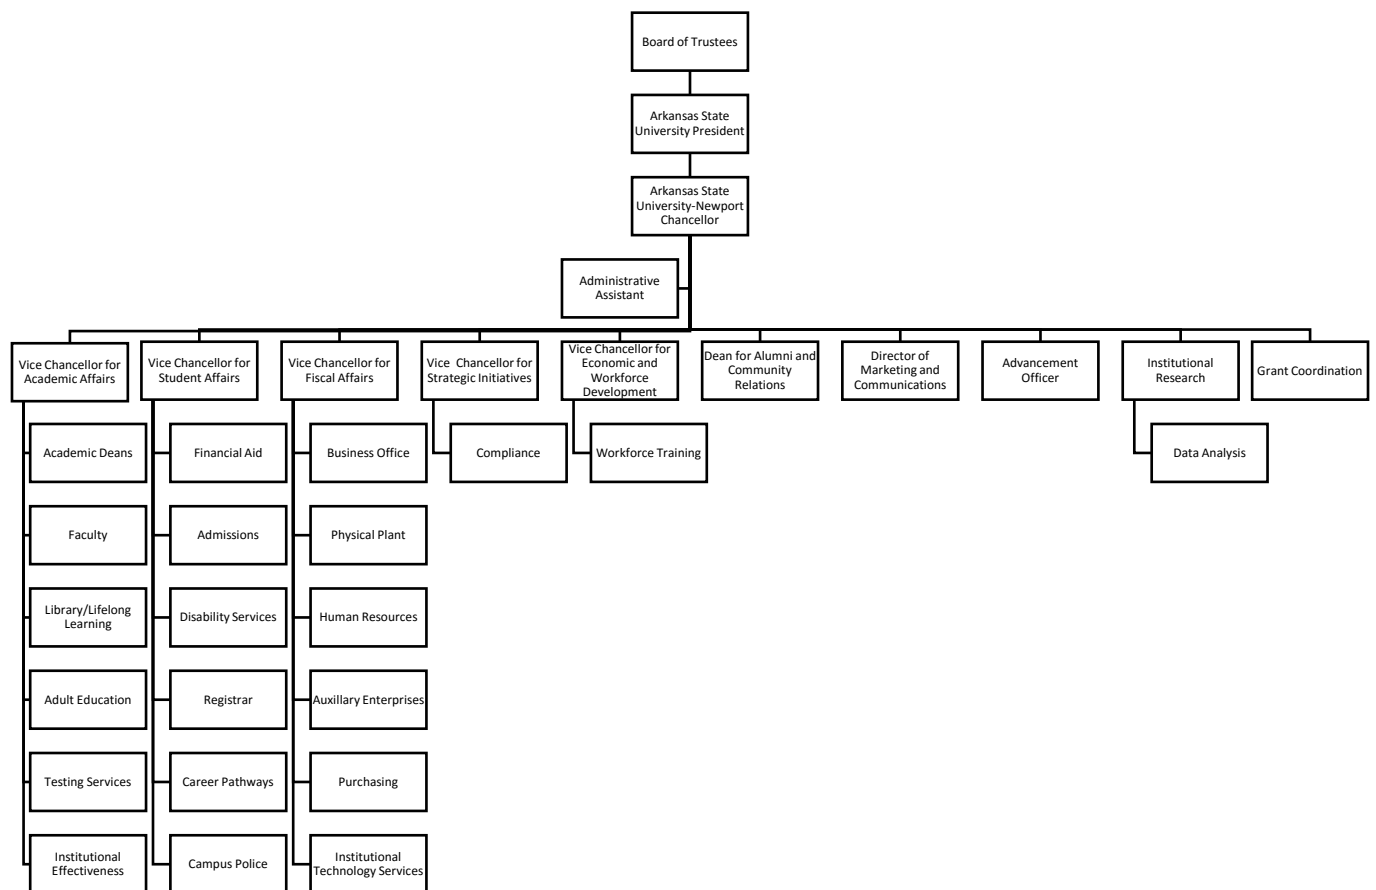 Board of Trustees
Arkansas State
University President
Arkansas State
University-Newport
Chancellor
Administrative
Assistant
Vice Chancellor for
Academic Affairs
Vice Chancellor for
Student Affairs
Vice Chancellor for
Fiscal Affairs
Vice  Chancellor for
Strategic Initiatives
Vice Chancellor for
Economic and
Workforce
Development
Dean for Alumni and
Community
Relations
Director of
Marketing and
Communications
Advancement
Officer
Institutional
Research
Grant Coordination
Academic Deans
Faculty
Library/Lifelong
Learning
Adult Education
Testing Services
Institutional
Effectiveness
Financial Aid
Admissions
Disability Services
Registrar
Career Pathways
Campus Police
Business Office
Physical Plant
Human Resources
Auxillary Enterprises
Purchasing
Institutional
Technology Services
Compliance
Workforce Training
Data Analysis